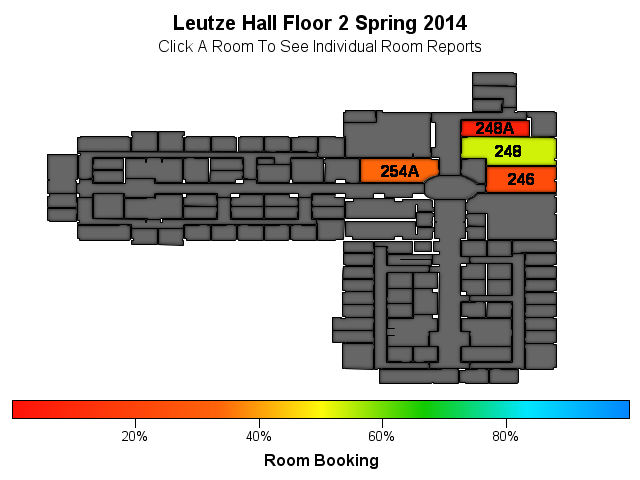 Leutze Hall Floor 2 Spring 2014
Click A Room To See Individual Room Reports
248A
248
254A
246
20%
40%
60%
80%
Room Booking